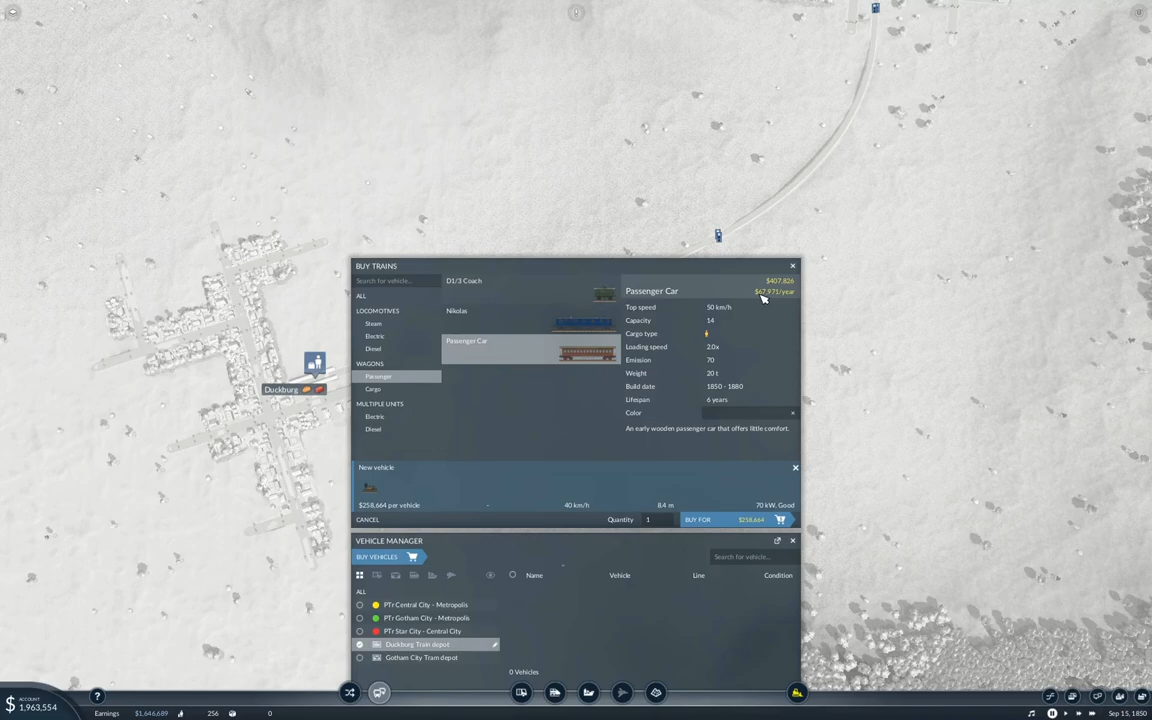 Duckburg
BUY TRAINS
Search for vehicle...
ALL
LOCOMOTIVES
Steam
Electric
Diesel
WAGONS
Passenger
Cargo
MULTIPLE UNITS
Electric
Diesel
D1/3 Coach
Nikolas
Passenger Car
$407,826
Passenger Car
$67,971/year
Top speed 50 km/h
Capacity 14
Cargo type
Loading speed 2.0x
Emission 70
Weight 20 t
Build date 1850 - 1880
Lifespan 6 years
Color
An early wooden passenger car that offers little comfort.
New vehicle
$258,664 per vehicle - 40 km/h 8.4 m 70 kW, Good
CANCEL Quantity 1 BUY FOR $258,664
VEHICLE MANAGER
BUY VEHICLES Search for vehicle...
Name Vehicle Line Condition
ALL
PTr Central City - Metropolis
PTr Gotham City - Metropolis
PTr Star City - Central City
Duckburg Train depot
Gotham City Tram depot
0 Vehicles
$ ACCOUNT
1,963,554
?
Earnings $1,646,689 256 0
Sep 15, 1850